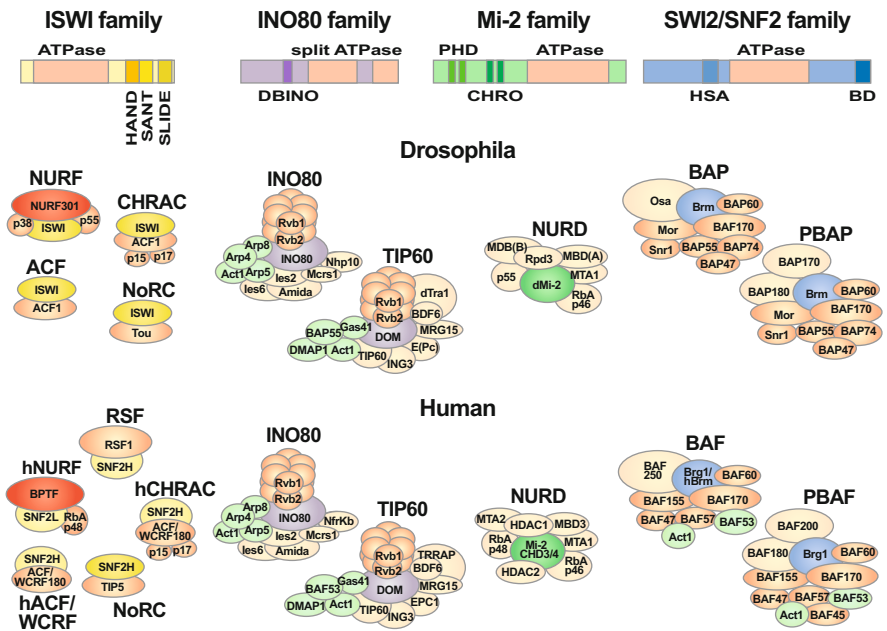 ISWI family
INO80 family
Mi-2 family
SWI2/SNF2 family
ATPase
split ATPase
PHD
ATPase
ATPase
HAND
SANT
SLIDE
DBINO
CHRO
HSA
BD
Drosophila
NURF
NURF301
p38
ISWI
p55
CHRAC
ISWI
ACF1
p15
p17
ACF
ISWI
ACF1
NoRC
ISWI
Tou
INO80
Rvb1
Rvb2
Arp8
Arp4
INO80
Act1
Arp5
Ies2
Mcrs1
Nhp10
Ies6
Amida
TIP60
Rvb1
dTra1
Rvb2
BDF6
Gas41
BAP55
DOM
MRG15
DMAP1
Act1
TIP60
E(Pc)
ING3
NURD
MDB(B)
Rpd3
MBD(A)
p55
dMi-2
MTA1
RbA
p46
BAP
Osa
Brm
BAP60
Mor
BAF170
Snr1
BAP55
BAP74
BAP47
PBAP
BAP170
BAP180
Brm
BAP60
Mor
BAF170
Snr1
BAP55
BAP74
BAP47
Human
RSF
RSF1
SNF2H
hNURF
BPTF
SNF2L
RbA
p48
hCHRAC
SNF2H
ACF/
WCRF180
p15
p17
SNF2H
ACF/
WCRF180
hACF/
WCRF
SNF2H
TIP5
NoRC
INO80
Rvb1
Rvb2
Arp8
Arp4
INO80
NfrKb
Act1
Arp5
Ies2
Mcrs1
Ies6
Amida
TIP60
Rvb1
TRRAP
Rvb2
BDF6
Gas41
BAF53
DOM
MRG15
DMAP1
Act1
TIP60
EPC1
ING3
NURD
MTA2
HDAC1
MBD3
RbA
p48
Mi-2
CHD3/4
MTA1
RbA
p46
HDAC2
BAF
BAF
250
Brg1/
hBrm
BAF60
BAF155
BAF170
BAF47
BAF57
BAF53
Act1
PBAF
BAF200
BAF180
Brg1
BAF60
BAF155
BAF170
BAF47
BAF57
BAF53
Act1
BAF45